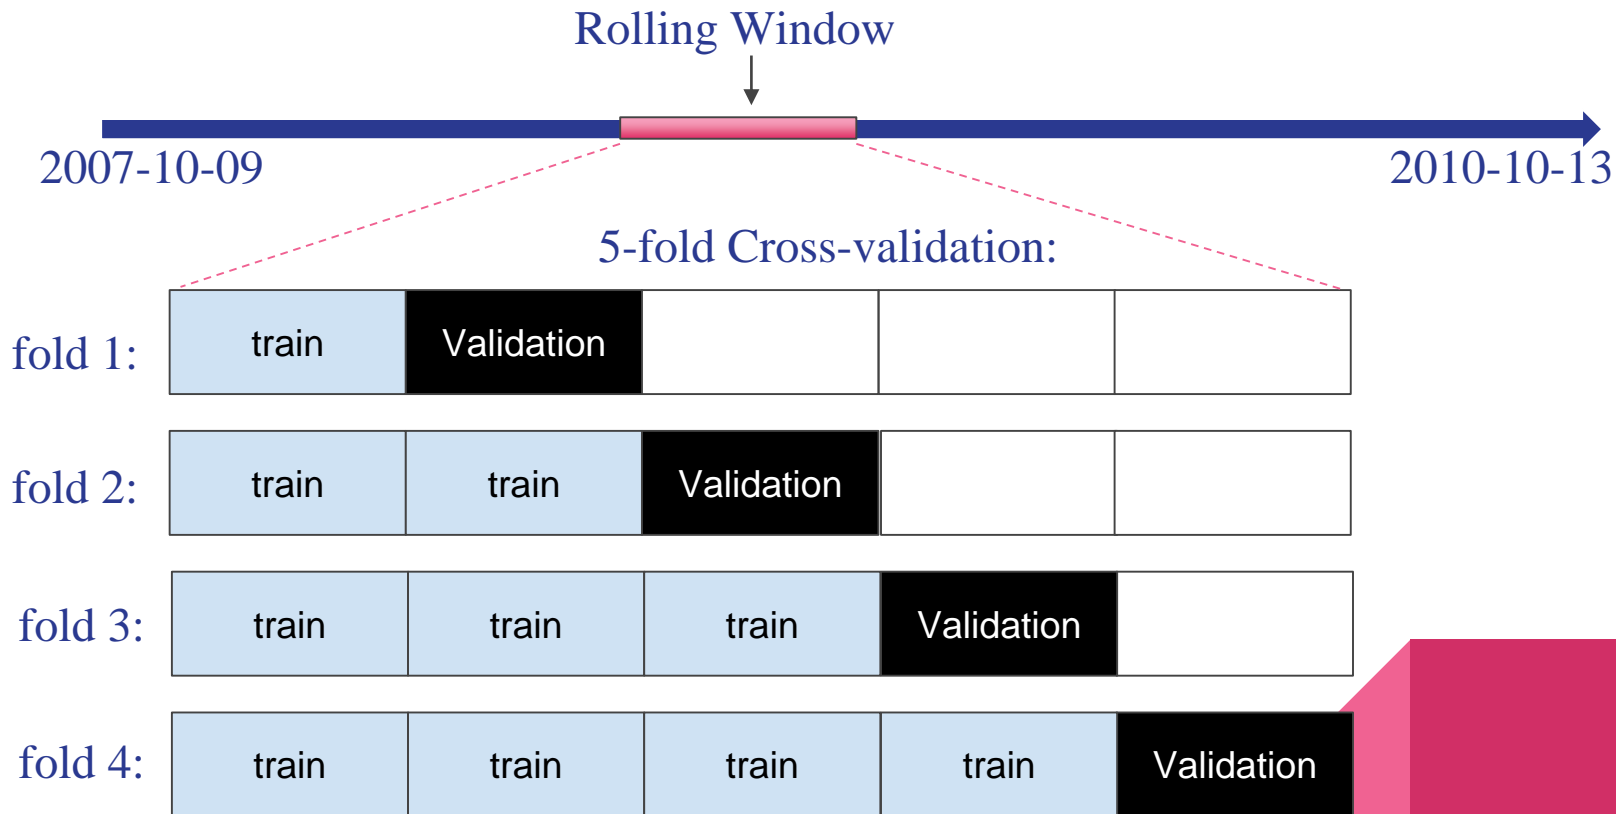 Rolling Window
2007-10-09
2010-10-13
5-fold Cross-validation:
fold 1:
train Validation
fold 2:
train train Validation
fold 3:
train train train Validation
fold 4:
train train train train Validation